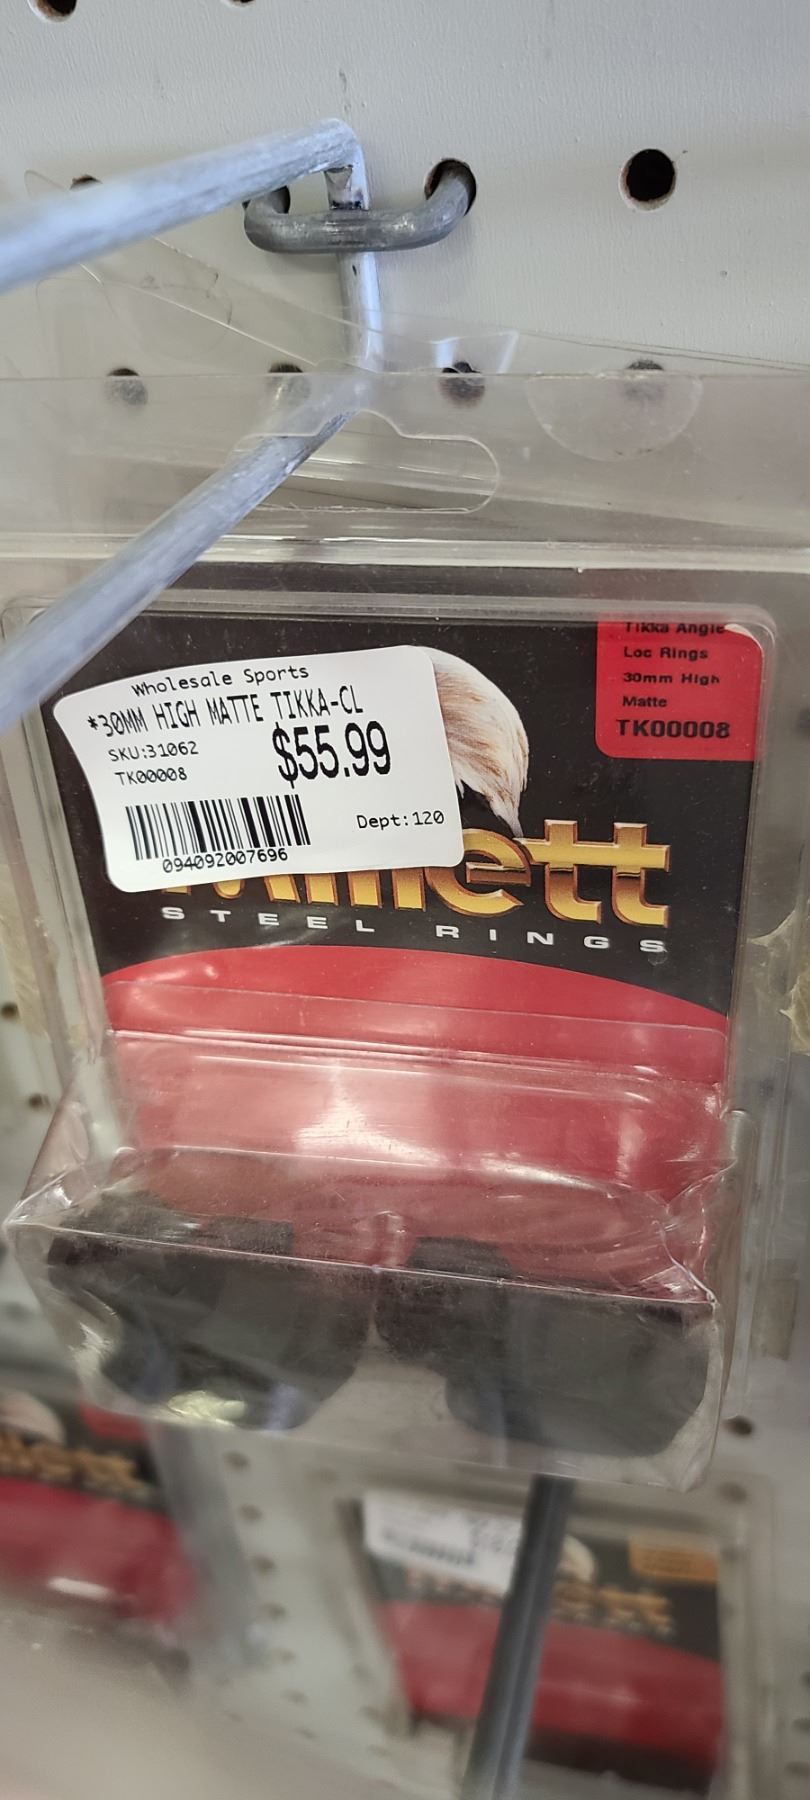 Wholesale Sports
*30MM HIGH MATTE TIKKA-CL
SKU:31062
$55.99
TK00008
Dept:120
094092007696
Tikka Angle
Loc Rings
30mm High
Matte
TK00008
Millett
STEEL RINGS